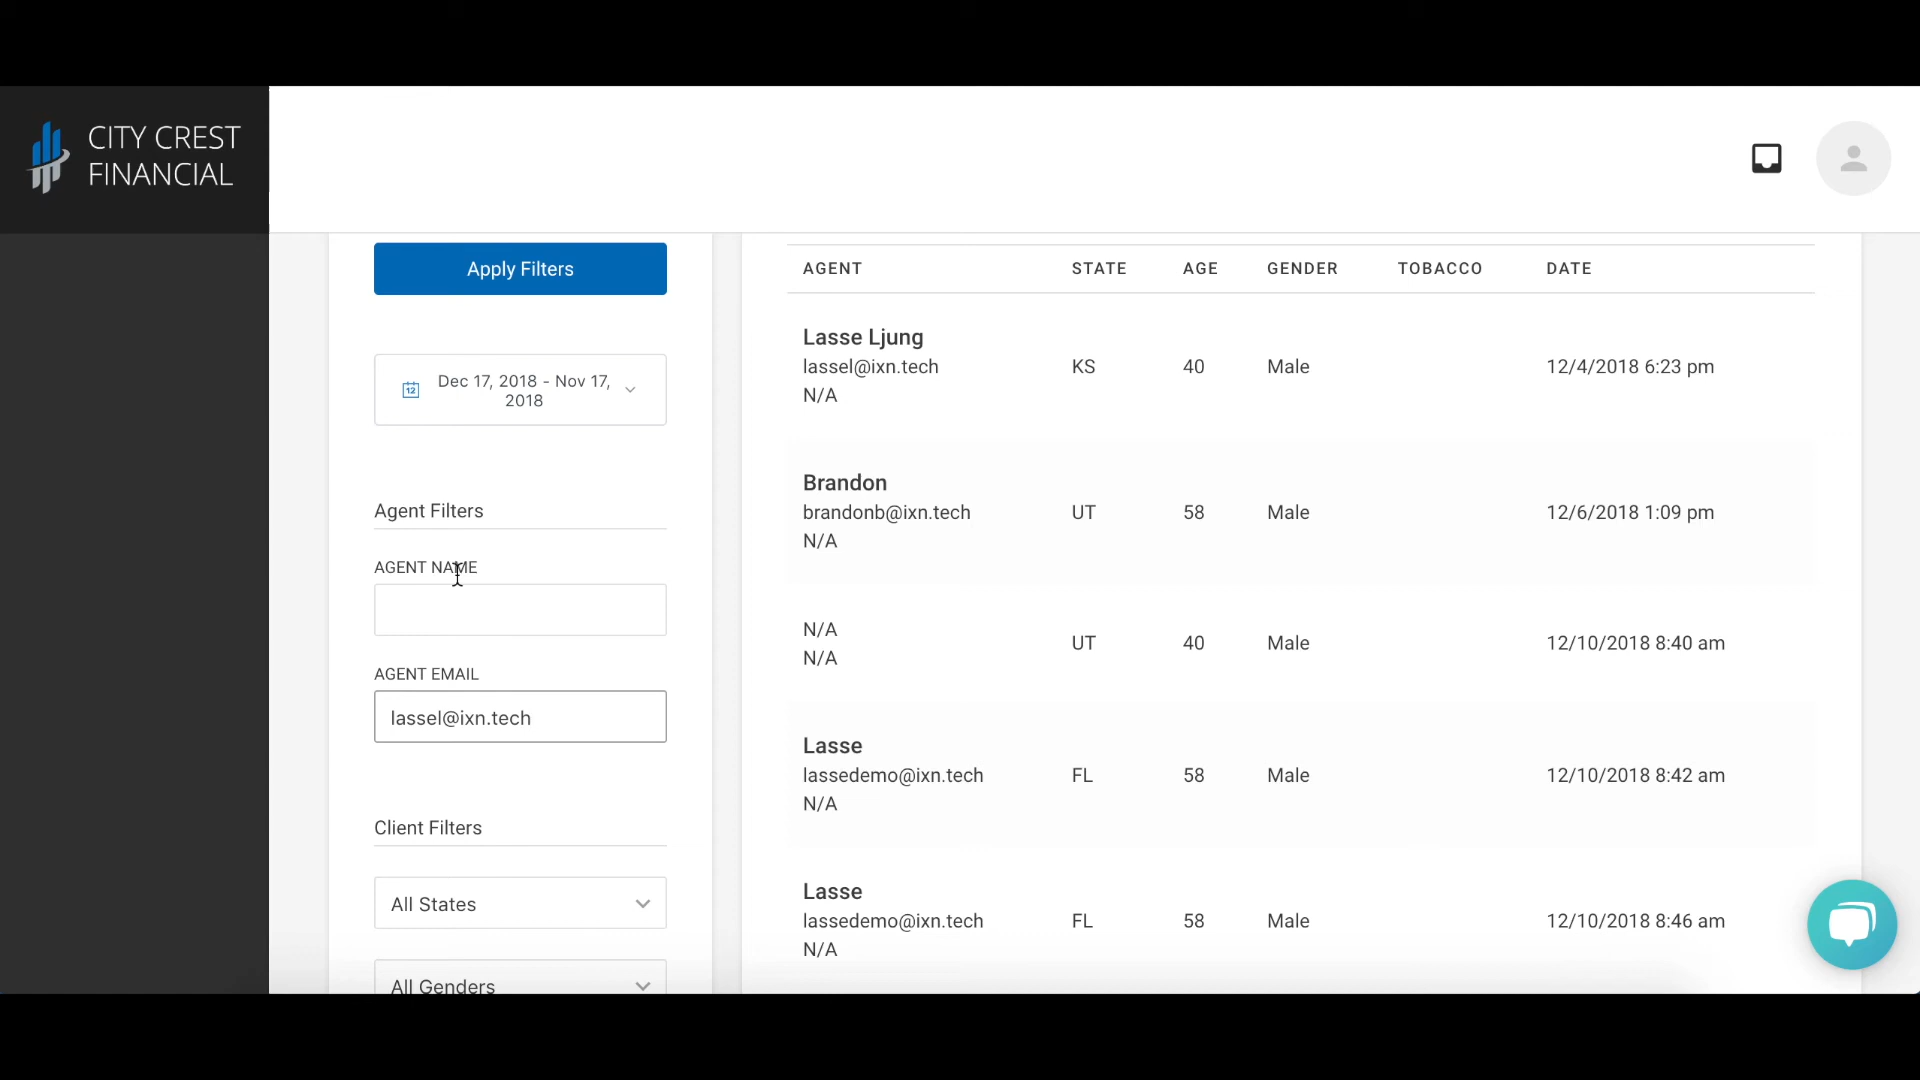 CITY CREST
FINANCIAL
Apply Filters
12
Dec 17, 2018 - Nov 17,
2018
Agent Filters
AGENT NAME
AGENT EMAIL
lassel@ixn.tech
Client Filters
All States
All Genders
AGENT STATE AGE GENDER TOBACCO DATE
Lasse Ljung
lassel@ixn.tech KS 40 Male 12/4/2018 6:23 pm
N/A
Brandon
brandonb@ixn.tech UT 58 Male 12/6/2018 1:09 pm
N/A
N/A
UT 40 Male 12/10/2018 8:40 am
N/A
Lasse
lassedemo@ixn.tech FL 58 Male 12/10/2018 8:42 am
N/A
Lasse
lassedemo@ixn.tech FL 58 Male 12/10/2018 8:46 am
N/A